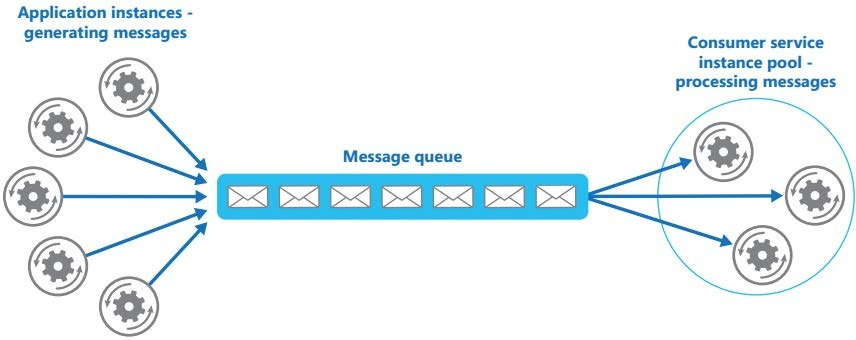 Application instances -
generating messages
Message queue
Consumer service
instance pool -
processing messages